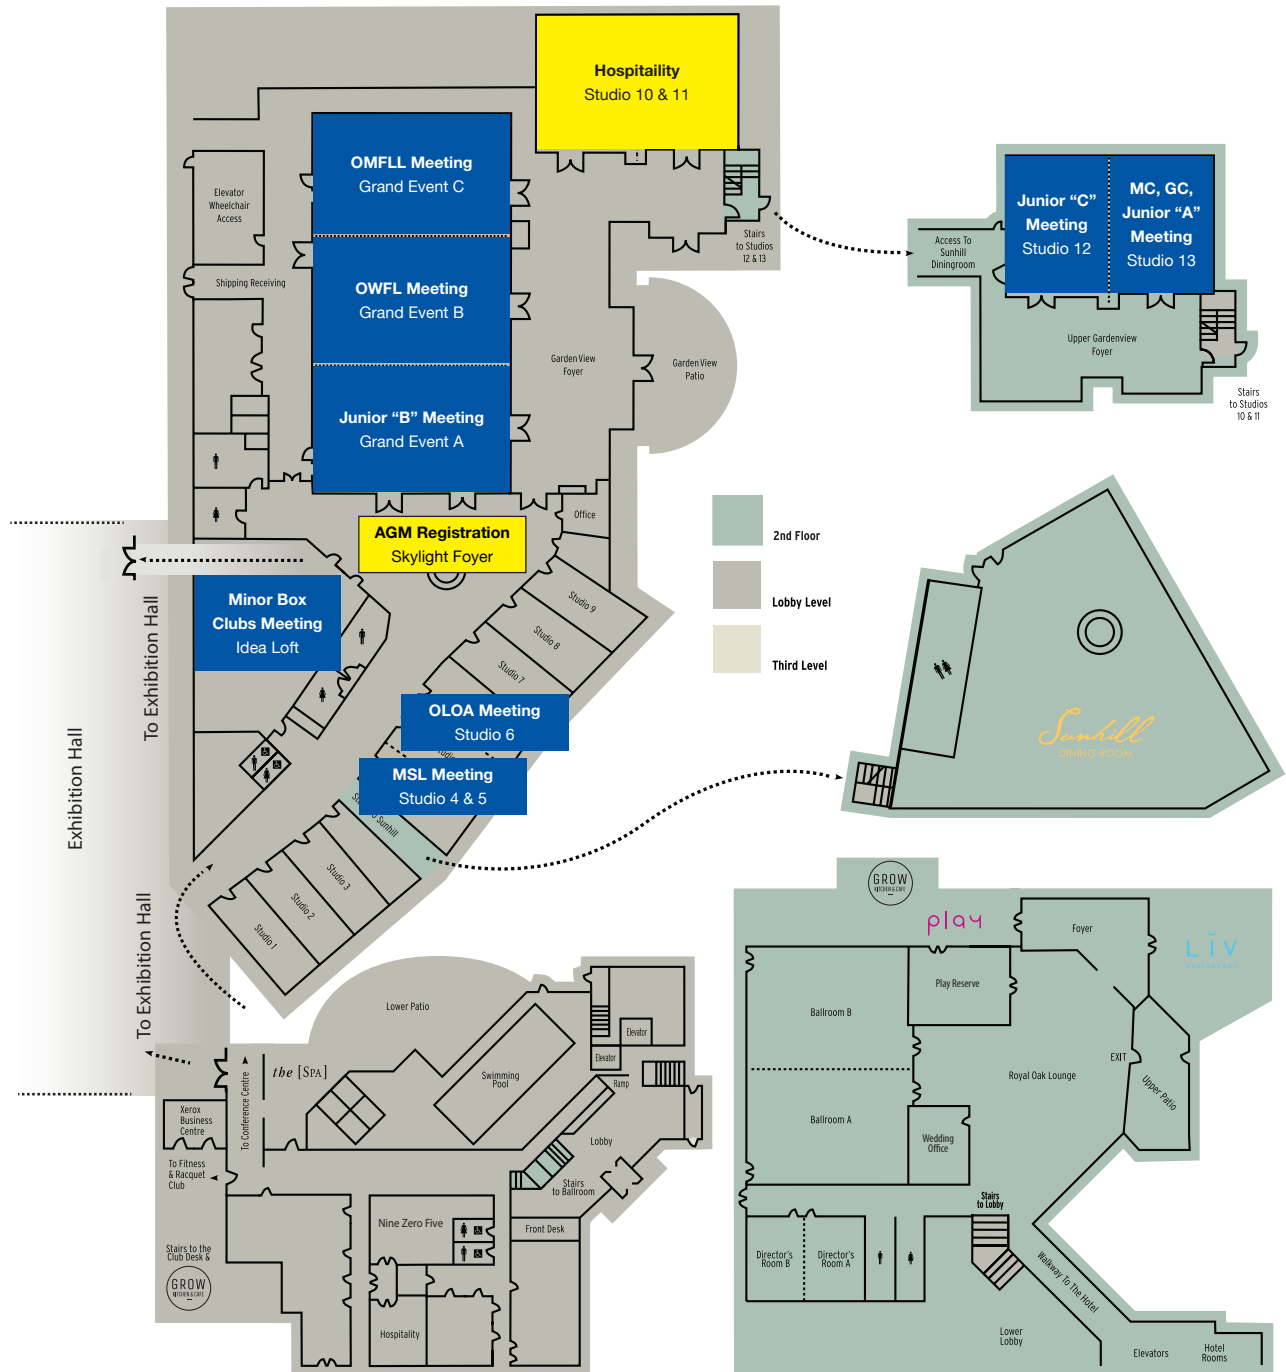 Hospitaility
Studio 10 & 11
OMFLL Meeting
Grand Event C
Elevator
Wheelchair
Access
Stairs
to Studios
12 & 13
Junior “C”
Meeting
Studio 12
MC, GC,
Junior “A”
Meeting
Studio 13
Access To
Sunhill
Diningroom
Shipping Receiving
OWFL Meeting
Grand Event B
Garden View
Foyer
Garden View
Patio
Upper Gardenview
Foyer
Stairs
to Studios
10 & 11
Junior “B” Meeting
Grand Event A
Office
AGM Registration
Skylight Foyer
2nd Floor
Lobby Level
Third Level
Minor Box
Clubs Meeting
Idea Loft
To Exhibition Hall
Exhibition Hall
To Exhibition Hall
To Exhibition Hall
Studio 9
Studio 8
Studio 7
OLOA Meeting
Studio 6
MSL Meeting
Studio 4 & 5
Sunhill
Studio 3
Studio 2
Studio 1
Sunhill
DINING ROOM
GROW
KITCHEN & CAFE
play
Foyer
LIV
Play Reserve
Ballroom B
Ballroom A
Royal Oak Lounge
EXIT
Upper Patio
Wedding
Office
Stairs
to Lobby
Director’s
Room B
Director’s
Room A
Walkway To The Hotel
Lower
Lobby
Elevators
Hotel
Rooms
Lower Patio
Elevator
Elevator
the [SPA]
Swimming
Pool
Ramp
Xerox
Business
Centre
To Conference Centre
Lobby
To Fitness
& Racquet
Club
Stairs
to Ballroom
Nine Zero Five
Front Desk
Stairs to the
Club Desk &
GROW
KITCHEN & CAFE
Hospitality